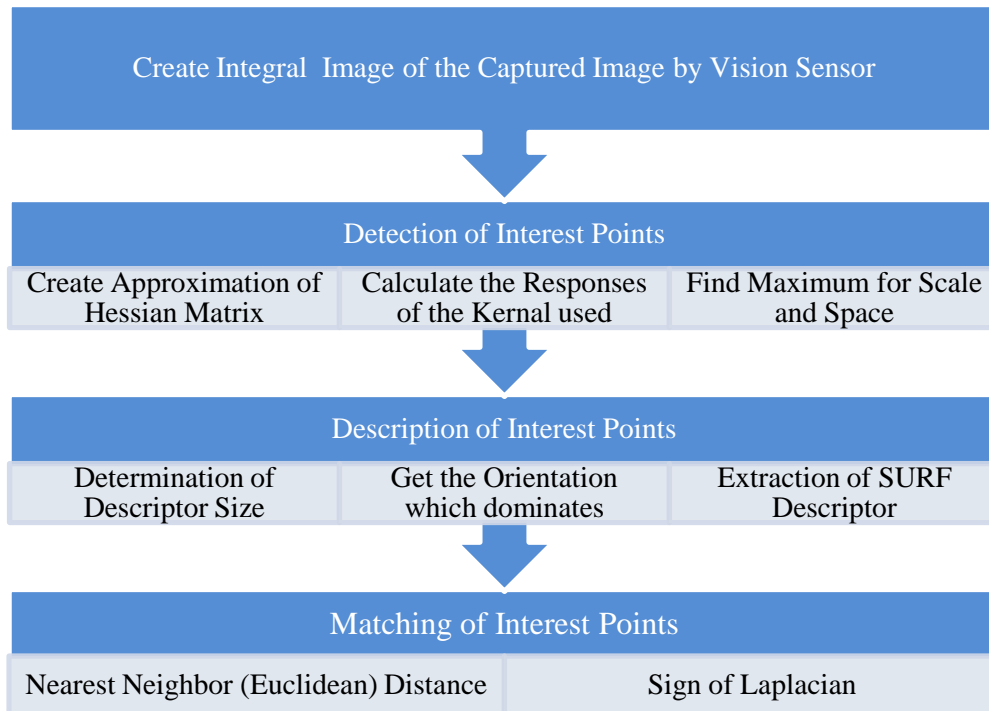 Create Integral Image of the Captured Image by Vision Sensor
Detection of Interest Points
Create Approximation of
Hessian Matrix
Calculate the Responses
of the Kernal used
Find Maximum for Scale
and Space
Description of Interest Points
Determination of
Descriptor Size
Get the Orientation
which dominates
Extraction of SURF
Descriptor
Matching of Interest Points
Nearest Neighbor (Euclidean) Distance
Sign of Laplacian